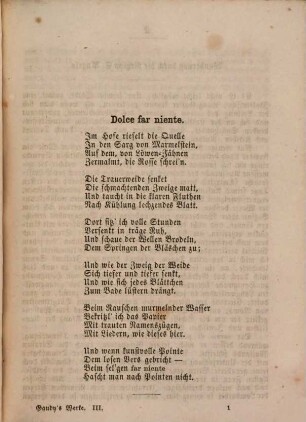 Dolce far niente.
Im Hofe rieselt die Quelle
In den Sarg von Marmelstein,
Auf dem, von Löwen-Zähnen
Zermalmt, die Rosse schrei'n.
Die Trauerweide senket
Die schmachtenden Zweige matt,
Und taucht in die klaren Fluthen
Nach Kühlung lechzendes Blatt.
Dort sitz' ich volle Stunden
Versenkt in träge Ruh,
Und schaue der Wellen Brodeln,
Dem Springen der Bläschen zu;
Und wie der Zweig der Weide
Sich tiefer und tiefer senkt,
Und wie sich jedes Blättchen
Zum Bade lüstern drängt.
Beim Rauschen murmelnder Wasser
Bekritzl' ich das Papier
Mit trauten Namenszügen,
Mit Liedern, wie dieses hier.
Und wenn kunstvolle Pointe
Dem losen Vers gebricht —
Beim sel'gen far niente
Hascht man nach Pointen nicht.
Gaudy's Werke. III. 1